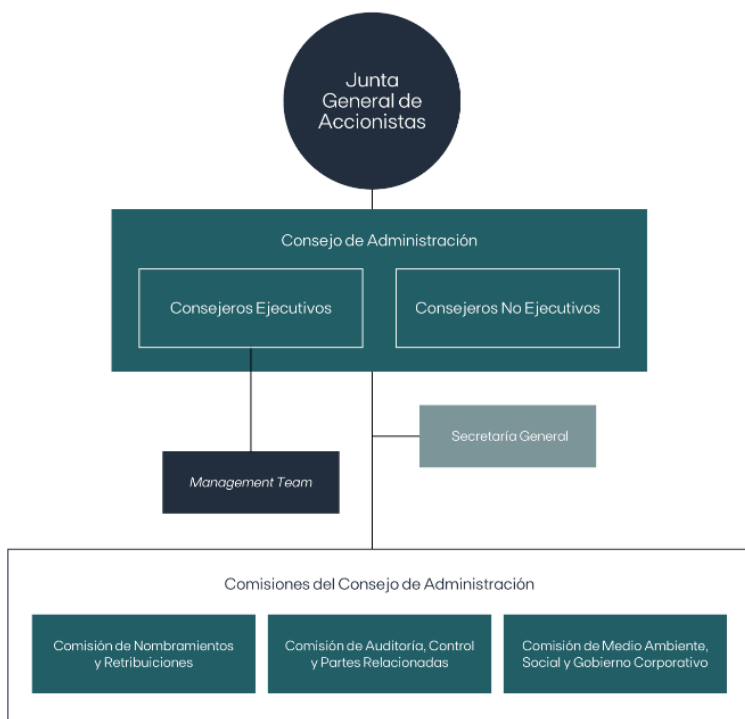 Junta
General de
Accionistas
Consejo de Administración
Consejeros Ejecutivos
Consejeros No Ejecutivos
Secretaría General
Management Team
Comisiones del Consejo de Administración
Comisión de Nombramientos
y Retribuiciones
Comisión de Auditoría, Control
y Partes Relacionadas
Comisión de Medio Ambiente,
Social y Gobierno Corporativo